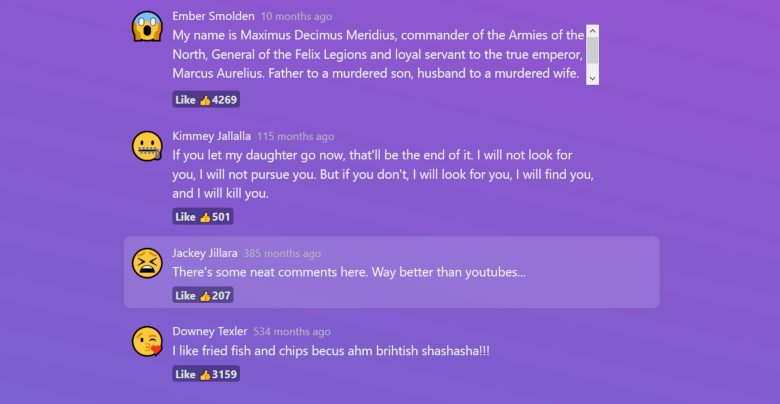 Ember Smolden 10 months ago
My name is Maximus Decimus Meridius, commander of the Armies of the
North, General of the Felix Legions and loyal servant to the true emperor,
Marcus Aurelius. Father to a murdered son, husband to a murdered wife.
Like 👍4269
Kimmey Jallalla 115 months ago
If you let my daughter go now, that'll be the end of it. I will not look for
you, I will not pursue you. But if you don't, I will look for you, I will find you,
and I will kill you.
Like 👍501
Jackey Jillara 385 months ago
There's some neat comments here. Way better than youtubes...
Like 👍207
Downey Texler 534 months ago
I like fried fish and chips becus ahm brihtish shashasha!!!
Like 👍3159